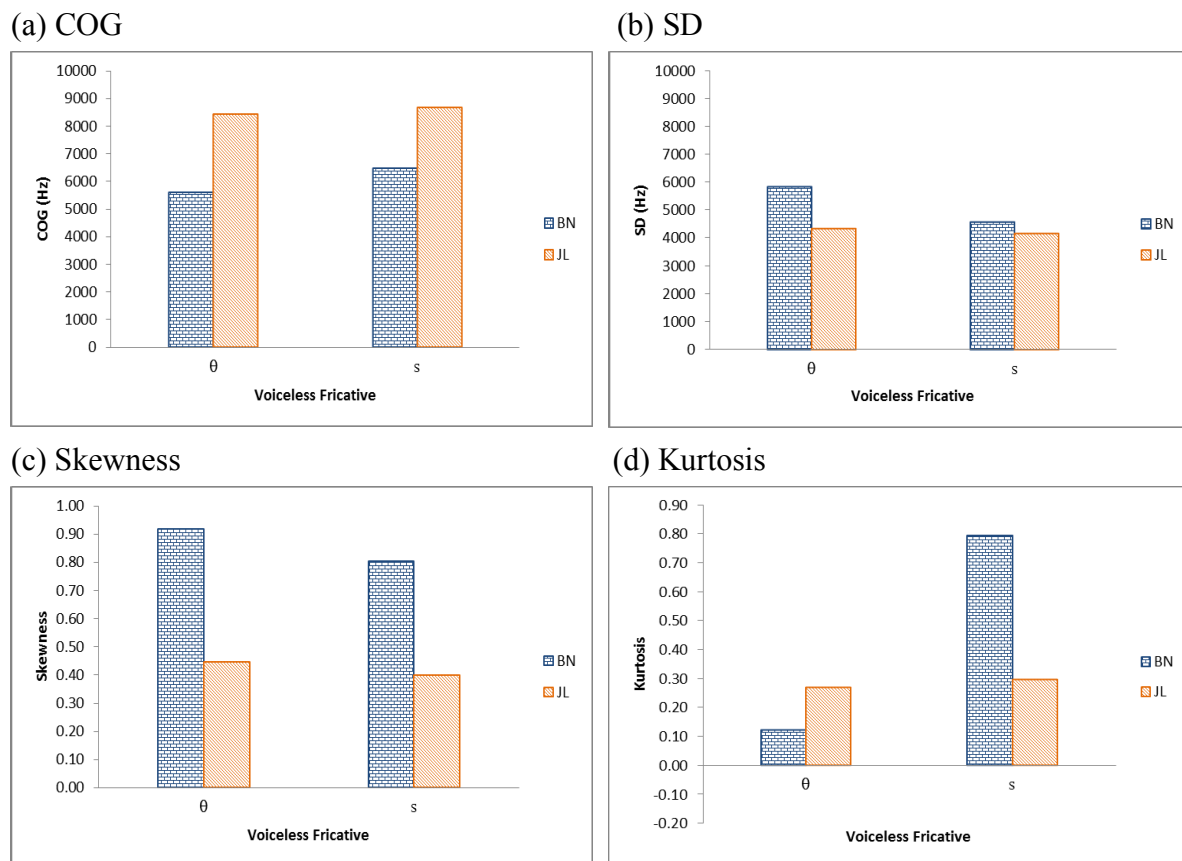 (a) COG
10000
9000
8000
7000
6000
5000
4000
3000
2000
1000
0
COG (Hz)
θ s
Voiceless Fricative
BN
JL
(b) SD
10000
9000
8000
7000
6000
5000
4000
3000
2000
1000
0
SD (Hz)
θ s
Voiceless Fricative
BN
JL
(c) Skewness
1.00
0.90
0.80
0.70
0.60
0.50
0.40
0.30
0.20
0.10
0.00
Skewness
θ s
Voiceless Fricative
BN
JL
(d) Kurtosis
0.90
0.80
0.70
0.60
0.50
0.40
0.30
0.20
0.10
0.00
-0.10
-0.20
Kurtosis
θ s
Voiceless Fricative
BN
JL